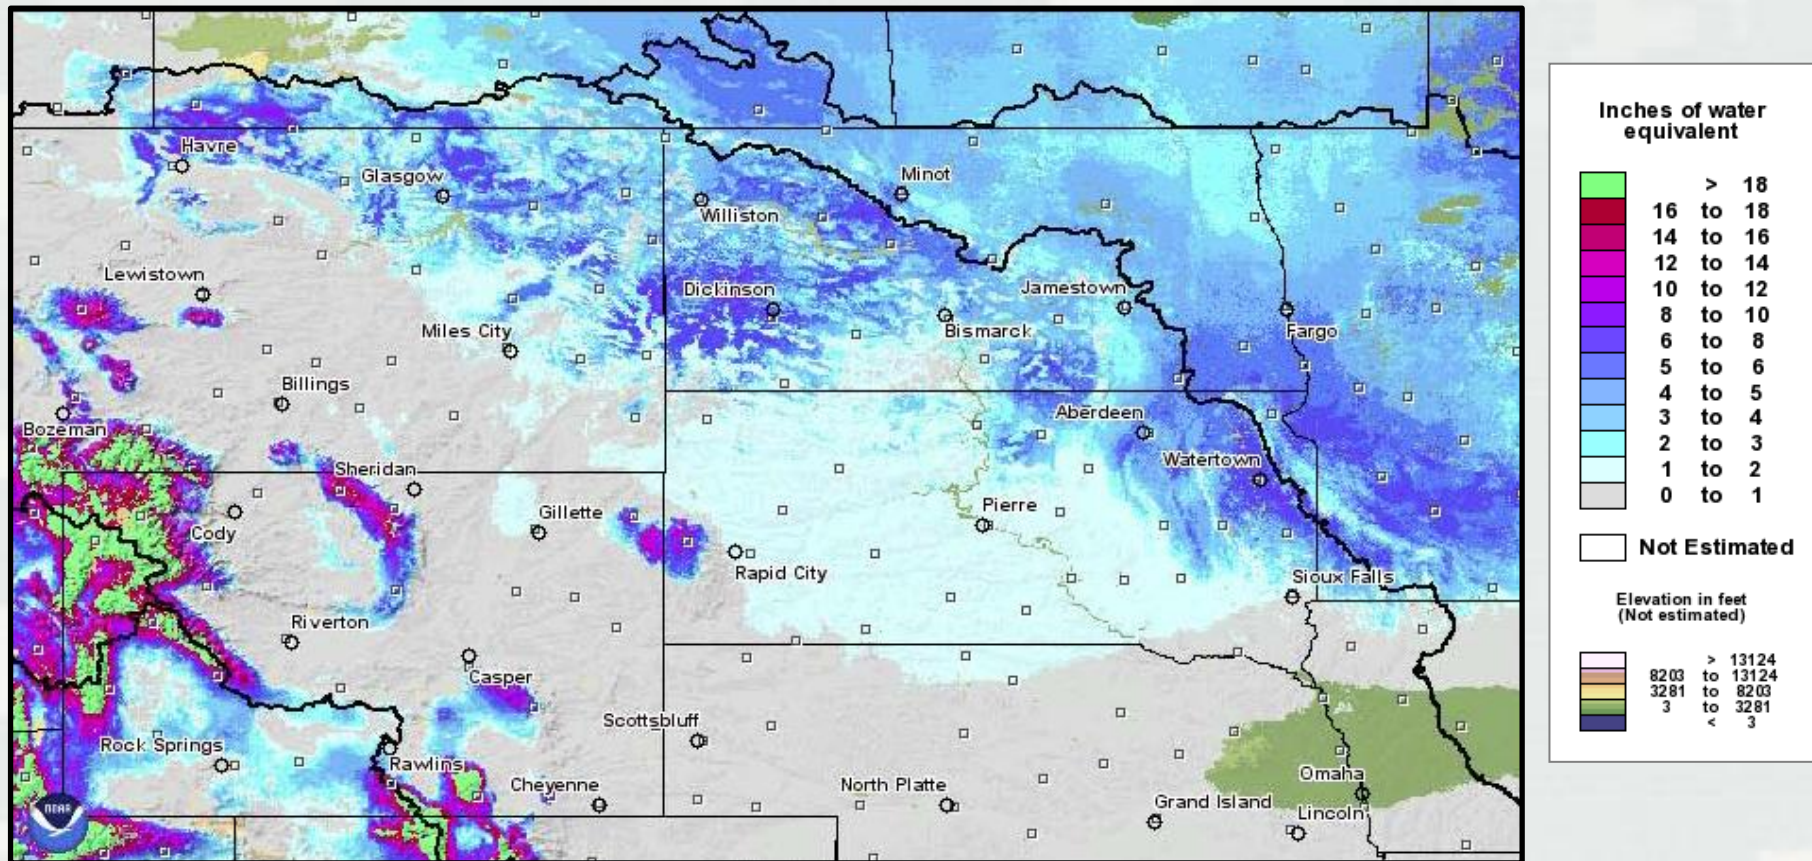 Havre
Glasgow
Williston
Minot
Lewistown
Dickinson
Jamestown
Miles City
Bismarck
Fargo
Billings
Bozeman
Aberdeen
Sheridan
Watertown
Cody
Gillette
Pierre
Rapid City
Sioux Falls
Riverton
Casper
Scottsbluff
Rock Springs
Rawlins
Cheyenne
North Platte
Omaha
Grand Island
Lincoln
NOAA
Inches of water
equivalent
> 18
16 to 18
14 to 16
12 to 14
10 to 12
8 to 10
6 to 8
5 to 6
4 to 5
3 to 4
2 to 3
1 to 2
0 to 1
Not Estimated
Elevation in feet
(Not estimated)
> 13124
8203 to 13124
3281 to 8203
3 to 3281
< 3